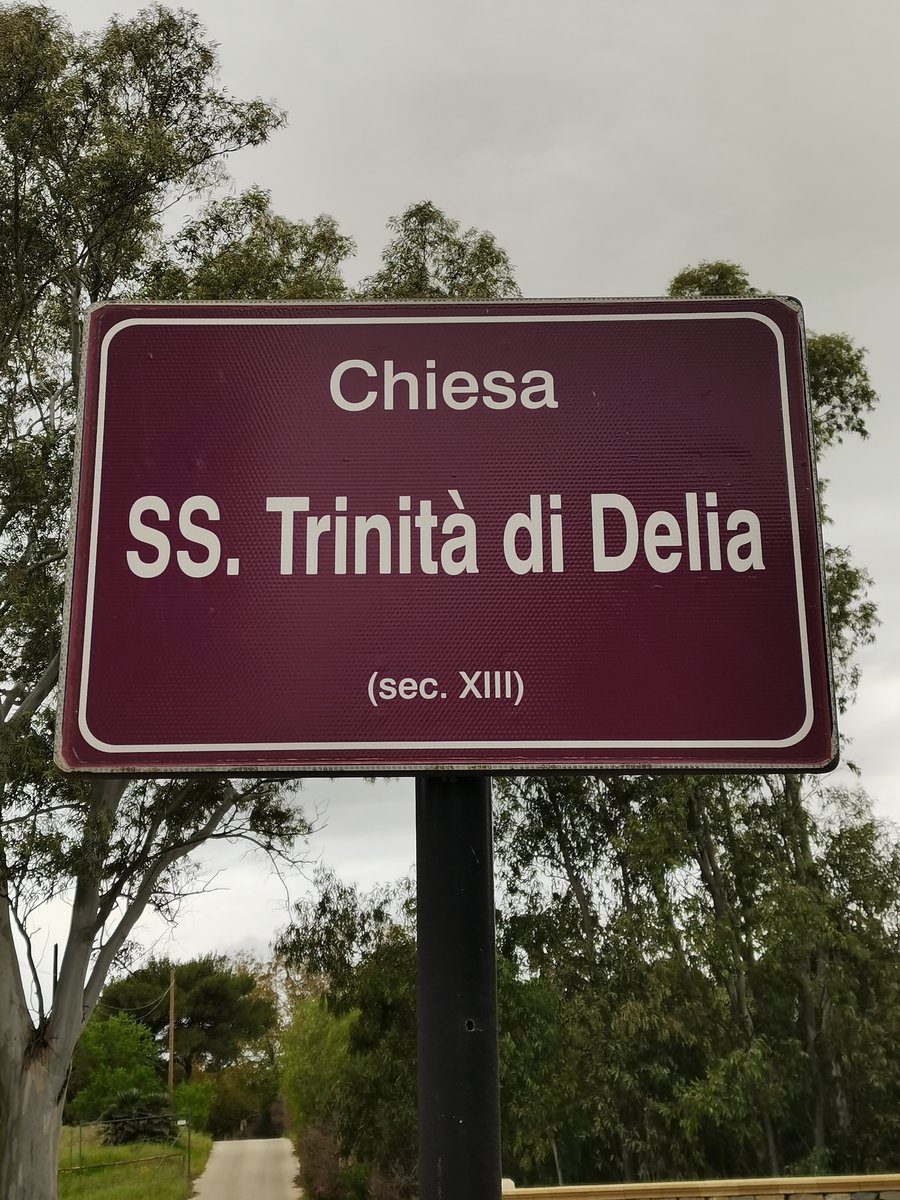 Chiesa
SS. Trinità di Delia
(sec. XIII)